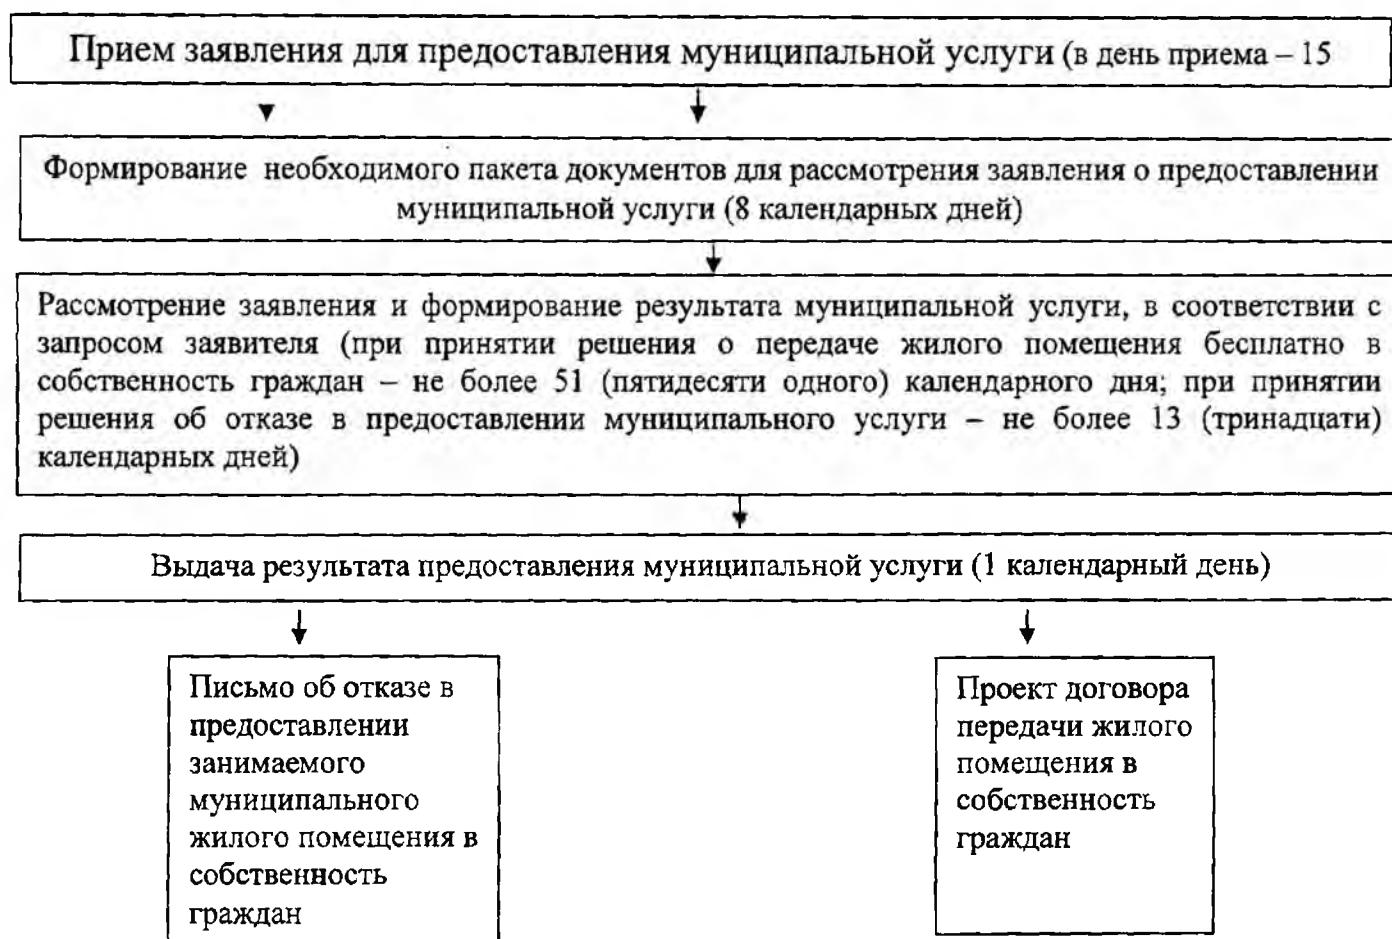 Прием заявления для предоставления муниципальной услуги (в день приема – 15
Формирование необходимого пакета документов для рассмотрения заявления о предоставлении
муниципальной услуги (8 календарных дней)
Рассмотрение заявления и формирование результата муниципальной услуги, в соответствии с
запросом заявителя (при принятии решения о передаче жилого помещения бесплатно в
собственность граждан – не более 51 (пятидесяти одного) календарного дня; при принятии
решения об отказе в предоставлении муниципального услуги – не более 13 (тринадцати)
календарных дней)
Выдача результата предоставления муниципальной услуги (1 календарный день)
Письмо об отказе в
предоставлении
занимаемого
муниципального
жилого помещения в
собственность
граждан
Проект договора
передачи жилого
помещения в
собственность
граждан